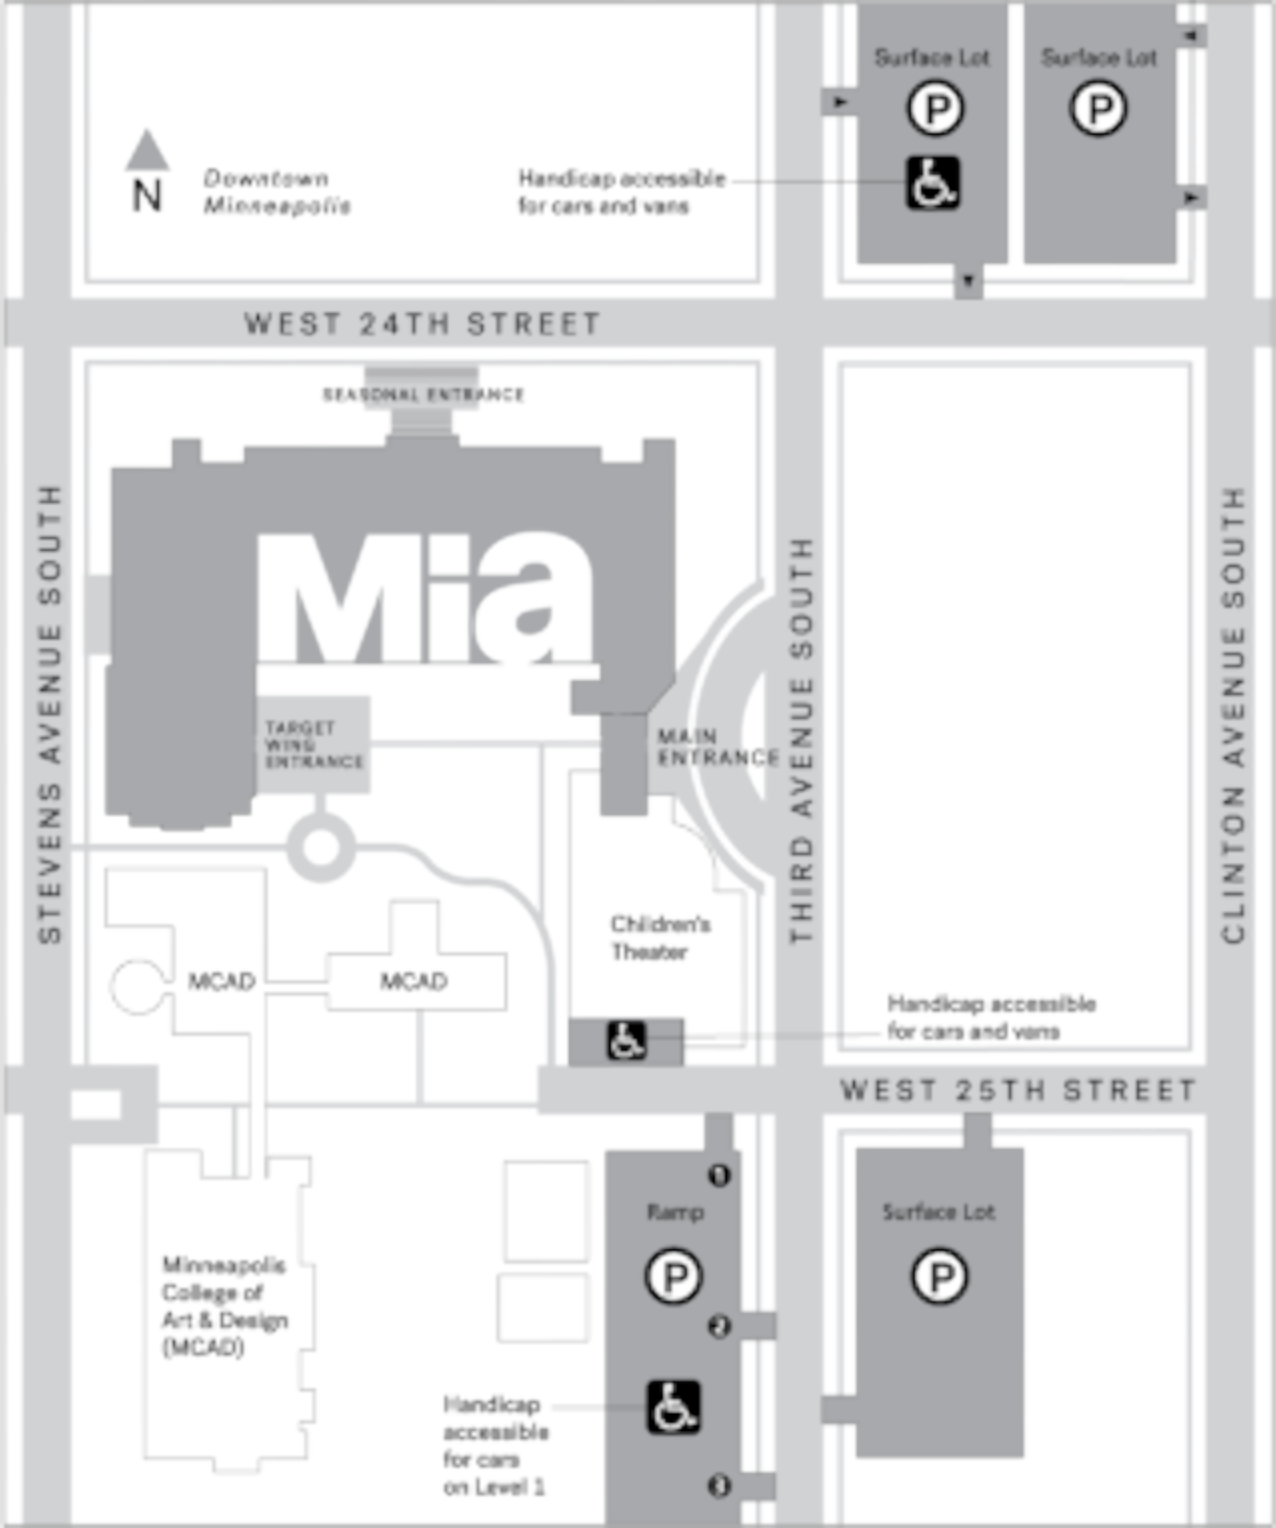 Surface Lot
Surface Lot
P
P
N
Downtown
Minneapolis
Handicap accessible
for cars and vans
WEST 24TH STREET
SEASONAL ENTRANCE
STEVENS AVENUE SOUTH
Mia
THIRD AVENUE SOUTH
CLINTON AVENUE SOUTH
TARGET
WING
ENTRANCE
MAIN
ENTRANCE
Children's
Theater
MCAD
MCAD
Handicap accessible
for cars and vans
WEST 25TH STREET
1
Ramp
P
2
3
Surface Lot
P
Minneapolis
College of
Art & Design
(MCAD)
Handicap
accessible
for cars
on Level 1